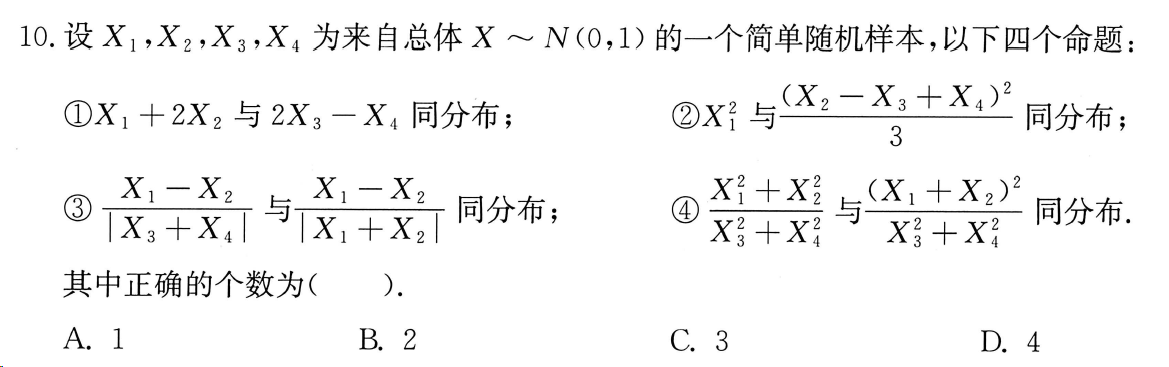 10. 设 X₁,X₂,X₃,X₄ 为来自总体 X ~ N(0,1) 的一个简单随机样本,以下四个命题:
①X₁+2X₂ 与 2X₃-X₄ 同分布; ②X₁² 与 (X₂-X₃+X₄)²/3 同分布;
③ (X₁-X₂)/|X₃+X₄| 与 (X₁-X₂)/|X₁+X₂| 同分布; ④ (X₁²+X₂²)/(X₃²+X₄²) 与 (X₁+X₂)²/(X₃²+X₄²) 同分布.
其中正确的个数为( ).
A. 1 B. 2 C. 3 D. 4